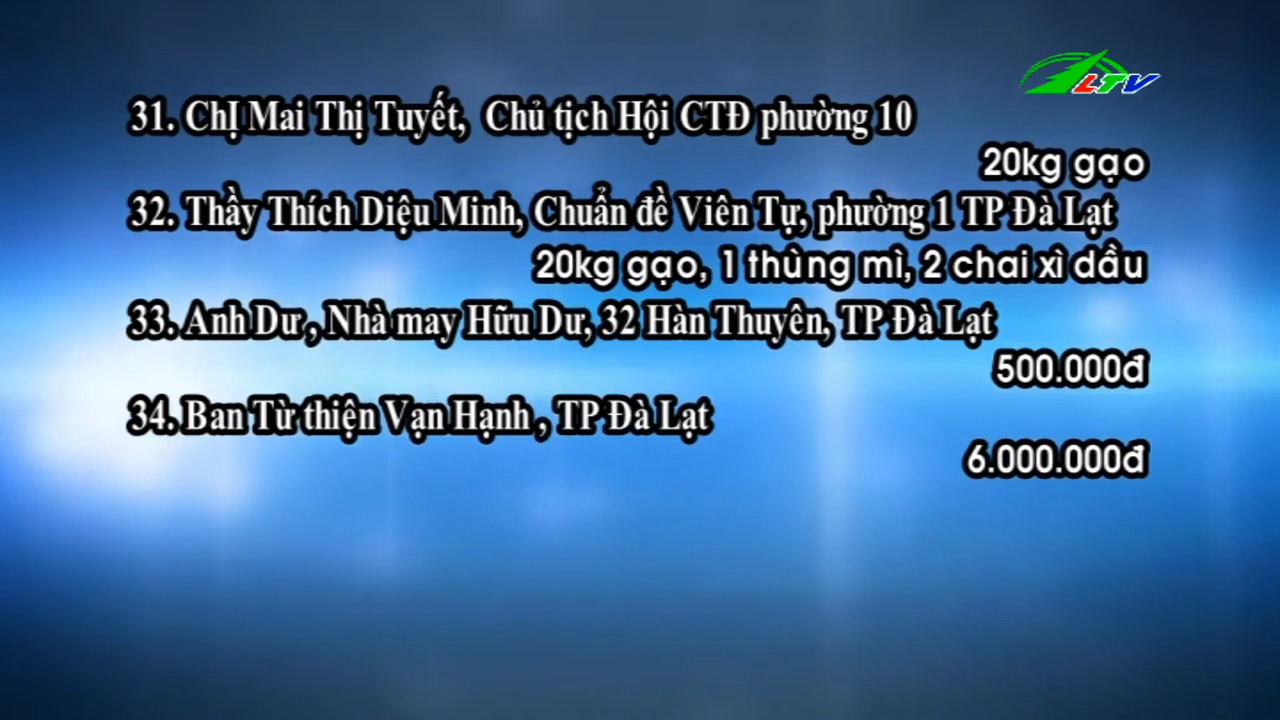 LTV
31. ChỊ Mai Thị Tuyết, Chủ tịch Hội CTĐ phường 10
20kg gạo
32. Thầy Thích Diệu Minh, Chuẩn đề Viên Tự, phường 1 TP Đà Lạt
20kg gạo, 1 thùng mì, 2 chai xì dầu
33. Anh Dư , Nhà may Hữu Dư, 32 Hàn Thuyên, TP Đà Lạt
500.000đ
34. Ban Từ thiện Vạn Hạnh , TP Đà Lạt
6.000.000đ